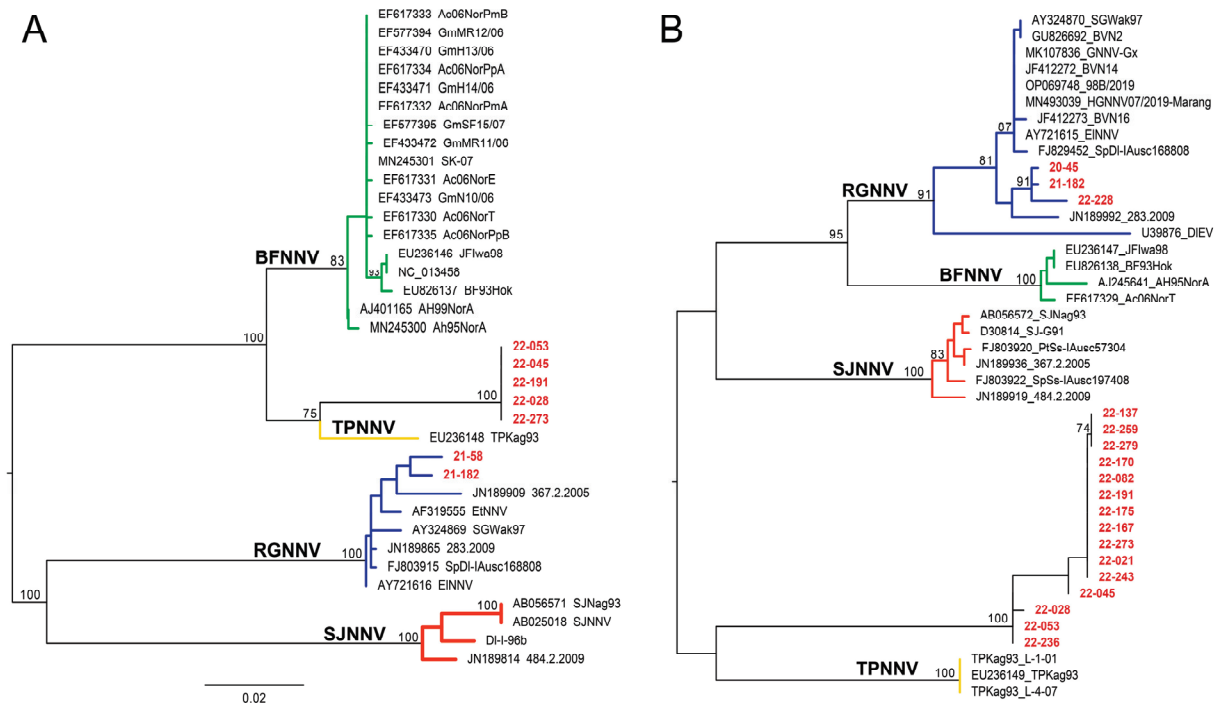 A
EF617333 Ac06NorPmB
EF577394 GmMR12/06
EF433470 GmH13/06
EF617334 Ac06NorPpA
EF433471 GmH14/06
EF617332 Ac06NorPmA
EF577395 GmSF15/07
EF433472 GmMR11/06
MN245301 SK-07
EF617331 Ac06NorE
EF433473 GmN10/06
EF617330 Ac06NorT
EF617335 Ac06NorPpB
BFNNV
83
EU236146 JFIwa98
93
NC_013458
EU826137 BF93Hok
AJ401165 AH99NorA
MN245300 Ah95NorA
100
22-053
22-045
22-191
100
22-028
75
22-273
TPNNV
EU236148 TPKag93
21-58
21-182
JN189909 367.2.2005
AF319555 EtNNV
AY324869 SGWak97
RGNNV
100
JN189865 283.2009
FJ803915 SpDl-IAusc168808
AY721616 ElNNV
100
100
AB056571 SJNag93
AB025018 SJNNV
SJNNV
100
Dl-I-96b
JN189814 484.2.2009
0.02
B
AY324870_SGWak97
GU826692_BVN2
MK107836_GNNV-Gx
JF412272_BVN14
OP069748_98B/2019
MN493039_HGNNV07/2019-Marang
JF412273_BVN16
AY721615_ElNNV
FJ829452_SpDl-IAusc168808
81
20-45
91
21-182
RGNNV
91
22-228
JN189992_283.2009
95
U39876_DIEV
EU236147_JFIwa98
EU826138_BF93Hok
BFNNV
100
AJ245641_AH95NorA
EF617329_Ac06NorT
AB056572_SJNag93
D30814_SJ-G91
FJ803920_PtSs-IAusc57304
83
JN189936_367.2.2005
SJNNV
100
FJ803922_SpSs-IAusc197408
JN189919_484.2.2009
22-137
74
22-259
22-279
22-170
22-082
22-191
22-175
22-167
22-273
22-021
22-243
22-045
22-028
100
22-053
22-236
TPKag93_L-1-01
TPNNV
100
EU236149_TPKag93
TPKag93_L-4-07